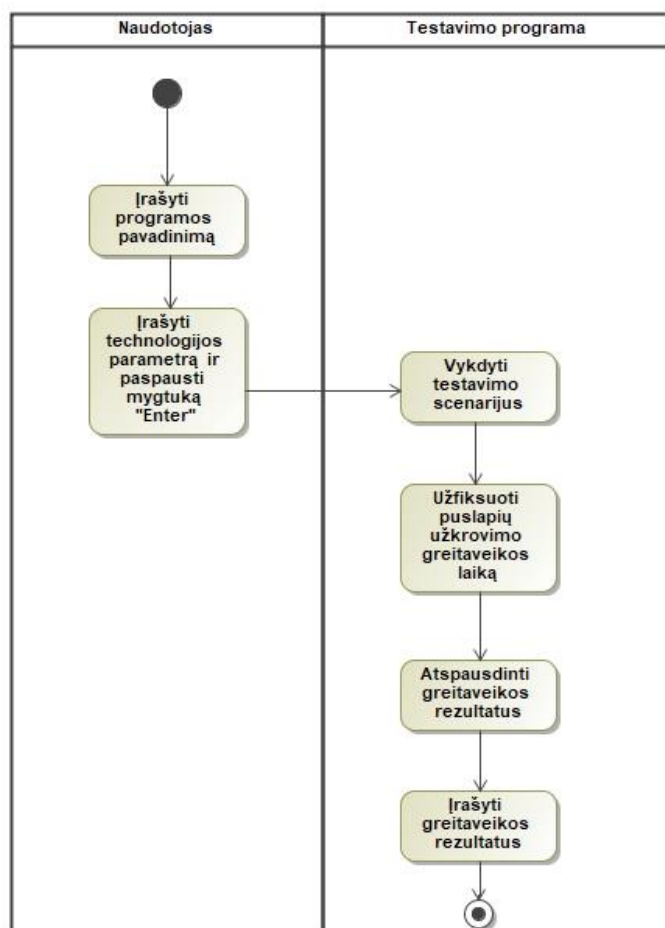 Naudotojas
Testavimo programa
Įrašyti
programos
pavadinimą
Įrašyti
technologijos
parametrą ir
paspausti
mygtuką
"Enter"
Vykdyti
testavimo
scenarijus
Užfiksuoti
puslapių
užkrovimo
greitaveikos
laiką
Atspausdinti
greitaveikos
rezultatus
Įrašyti
greitaveikos
rezultatus